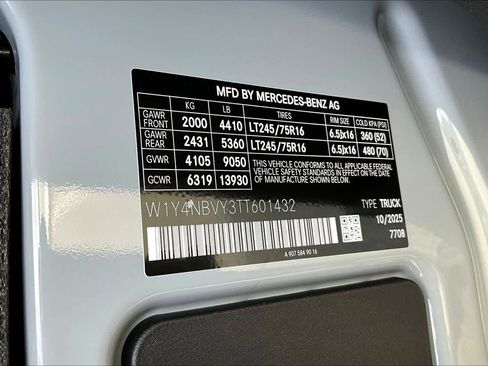 MFD BY MERCEDES-BENZ AG
KG LB TIRES RIM SIZE COLD KPA (PSI)
GAWR FRONT 2000 4410 LT245/75R16 6.5Jx16 360 (52)
GAWR REAR 2431 5360 LT245/75R16 6.5Jx16 480 (70)
GVWR 4105 9050 THIS VEHICLE CONFORMS TO ALL APPLICABLE
GCWR 6319 13930 FEDERAL MOTOR VEHICLE SAFETY STANDARDS IN EFFECT ON THE DATE OF MANUFACTURE SHOWN.
W1Y4NBVY3TT601432
TYPE TRUCK
10/2025
7708
A 907 584 90 16